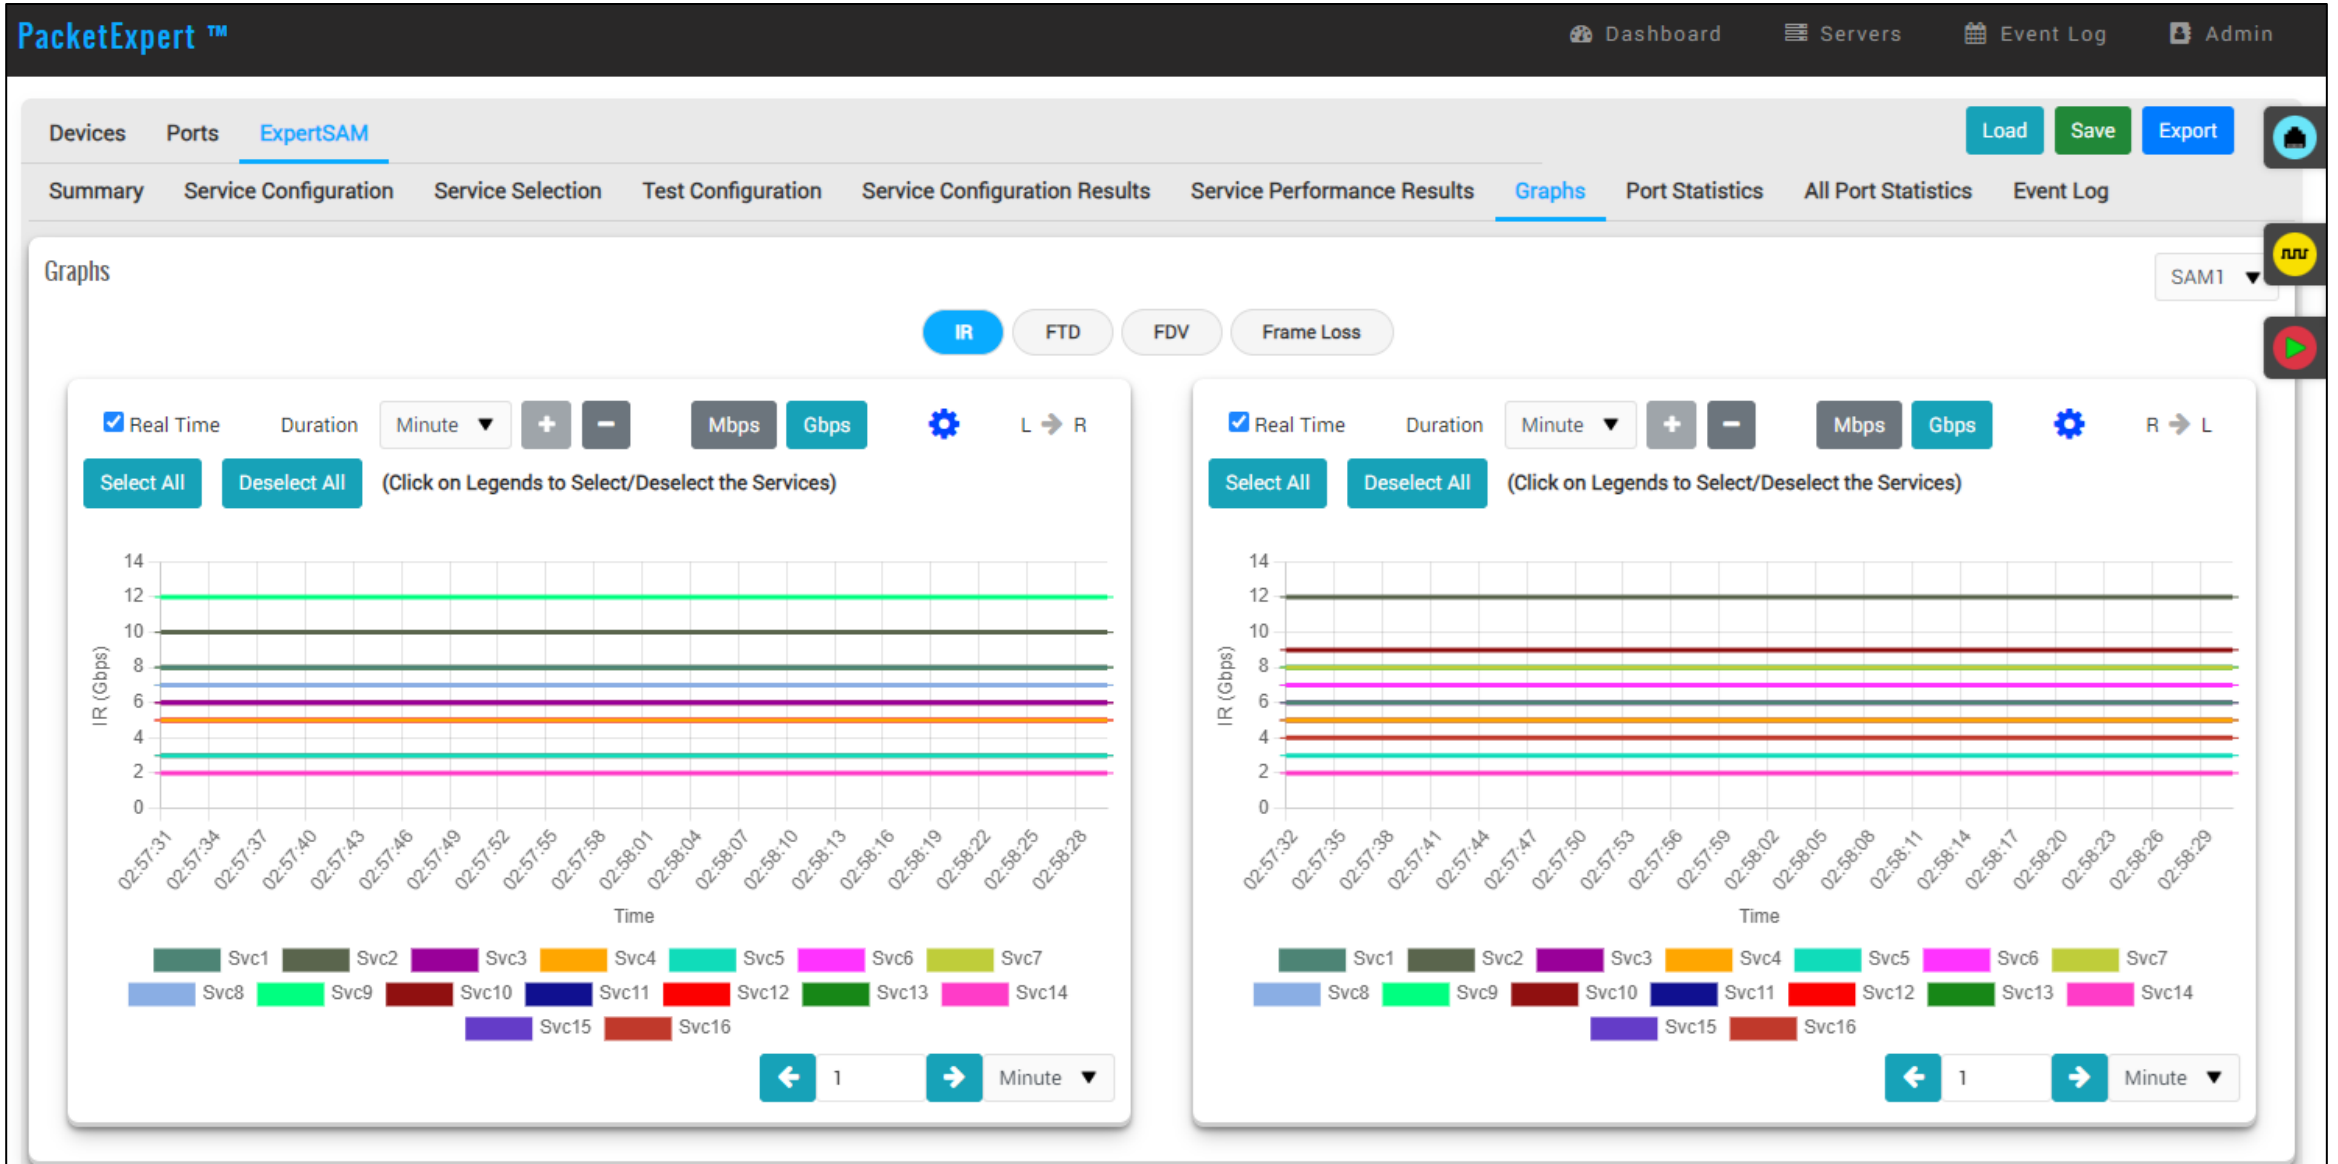 PacketExpert ™ Dashboard Servers Event Log Admin
Devices Ports ExpertSAM Load Save Export
Summary Service Configuration Service Selection Test Configuration Service Configuration Results Service Performance Results Graphs Port Statistics All Port Statistics Event Log
Graphs
SAM1
IR FTD FDV Frame Loss
Real Time Duration Minute + − Mbps Gbps L R
Select All Deselect All (Click on Legends to Select/Deselect the Services)
14
12
10
8
6
4
2
0
IR (Gbps)
02:57:31 02:57:34 02:57:37 02:57:40 02:57:43 02:57:46 02:57:49 02:57:52 02:57:55 02:57:58 02:58:01 02:58:04 02:58:07 02:58:10 02:58:13 02:58:16 02:58:19 02:58:22 02:58:25 02:58:28
Time
Svc1 Svc2 Svc3 Svc4 Svc5 Svc6 Svc7
Svc8 Svc9 Svc10 Svc11 Svc12 Svc13 Svc14
Svc15 Svc16
1 Minute
Real Time Duration Minute + − Mbps Gbps R L
Select All Deselect All (Click on Legends to Select/Deselect the Services)
14
12
10
8
6
4
2
0
IR (Gbps)
02:57:32 02:57:35 02:57:38 02:57:41 02:57:44 02:57:47 02:57:50 02:57:53 02:57:56 02:57:59 02:58:02 02:58:05 02:58:08 02:58:11 02:58:14 02:58:17 02:58:20 02:58:23 02:58:26 02:58:29
Time
Svc1 Svc2 Svc3 Svc4 Svc5 Svc6 Svc7
Svc8 Svc9 Svc10 Svc11 Svc12 Svc13 Svc14
Svc15 Svc16
1 Minute